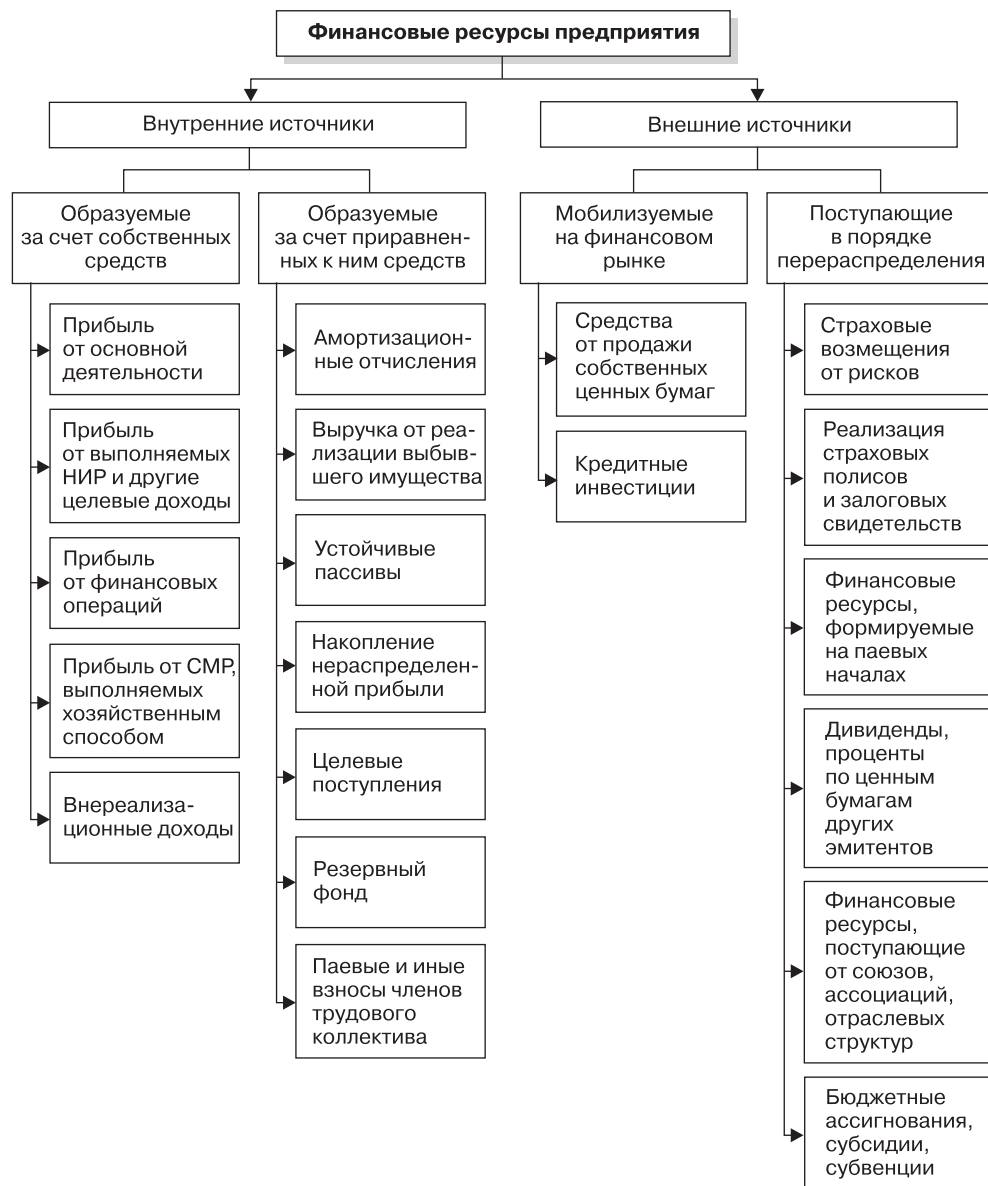 Финансовые ресурсы предприятия
Внутренние источники
Внешние источники
Образуемые
за счет собственных
средств
Образуемые
за счет приравнен-
ных к ним средств
Мобилизуемые
на финансовом
рынке
Поступающие
в порядке
перераспределения
Прибыль
от основной
деятельности
Прибыль
от выполняемых
НИР и другие
целевые доходы
Прибыль
от финансовых
операций
Прибыль от СМР,
выполняемых
хозяйственным
способом
Внереализа-
ционные доходы
Амортизацион-
ные отчисления
Выручка от реа-
лизации выбыв-
шего имущества
Устойчивые
пассивы
Накопление
нераспределен-
ной прибыли
Целевые
поступления
Резервный
фонд
Паевые и иные
взносы членов
трудового
коллектива
Средства
от продажи
собственных
ценных бумаг
Кредитные
инвестиции
Страховые
возмещения
от рисков
Реализация
страховых
полисов
и залоговых
свидетельств
Финансовые
ресурсы,
формируемые
на паевых
началах
Дивиденды,
проценты
по ценным
бумагам
других
эмитентов
Финансовые
ресурсы,
поступающие
от союзов,
ассоциаций,
отраслевых
структур
Бюджетные
ассигнования,
субсидии,
субвенции